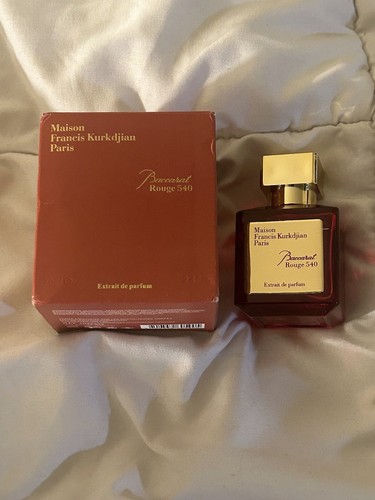 Maison
Francis Kurkdjian
Paris
Baccarat
Rouge 540
Extrait de parfum
Maison
Francis Kurkdjian
Paris
Baccarat
Rouge 540
Extrait de parfum